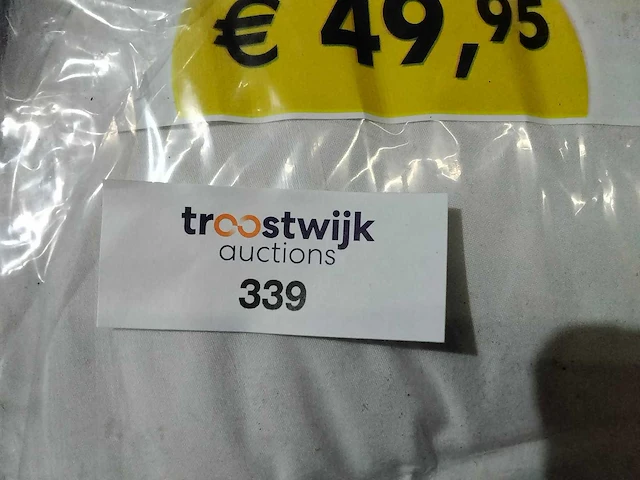 € 49,95
troostwijk
auctions
339